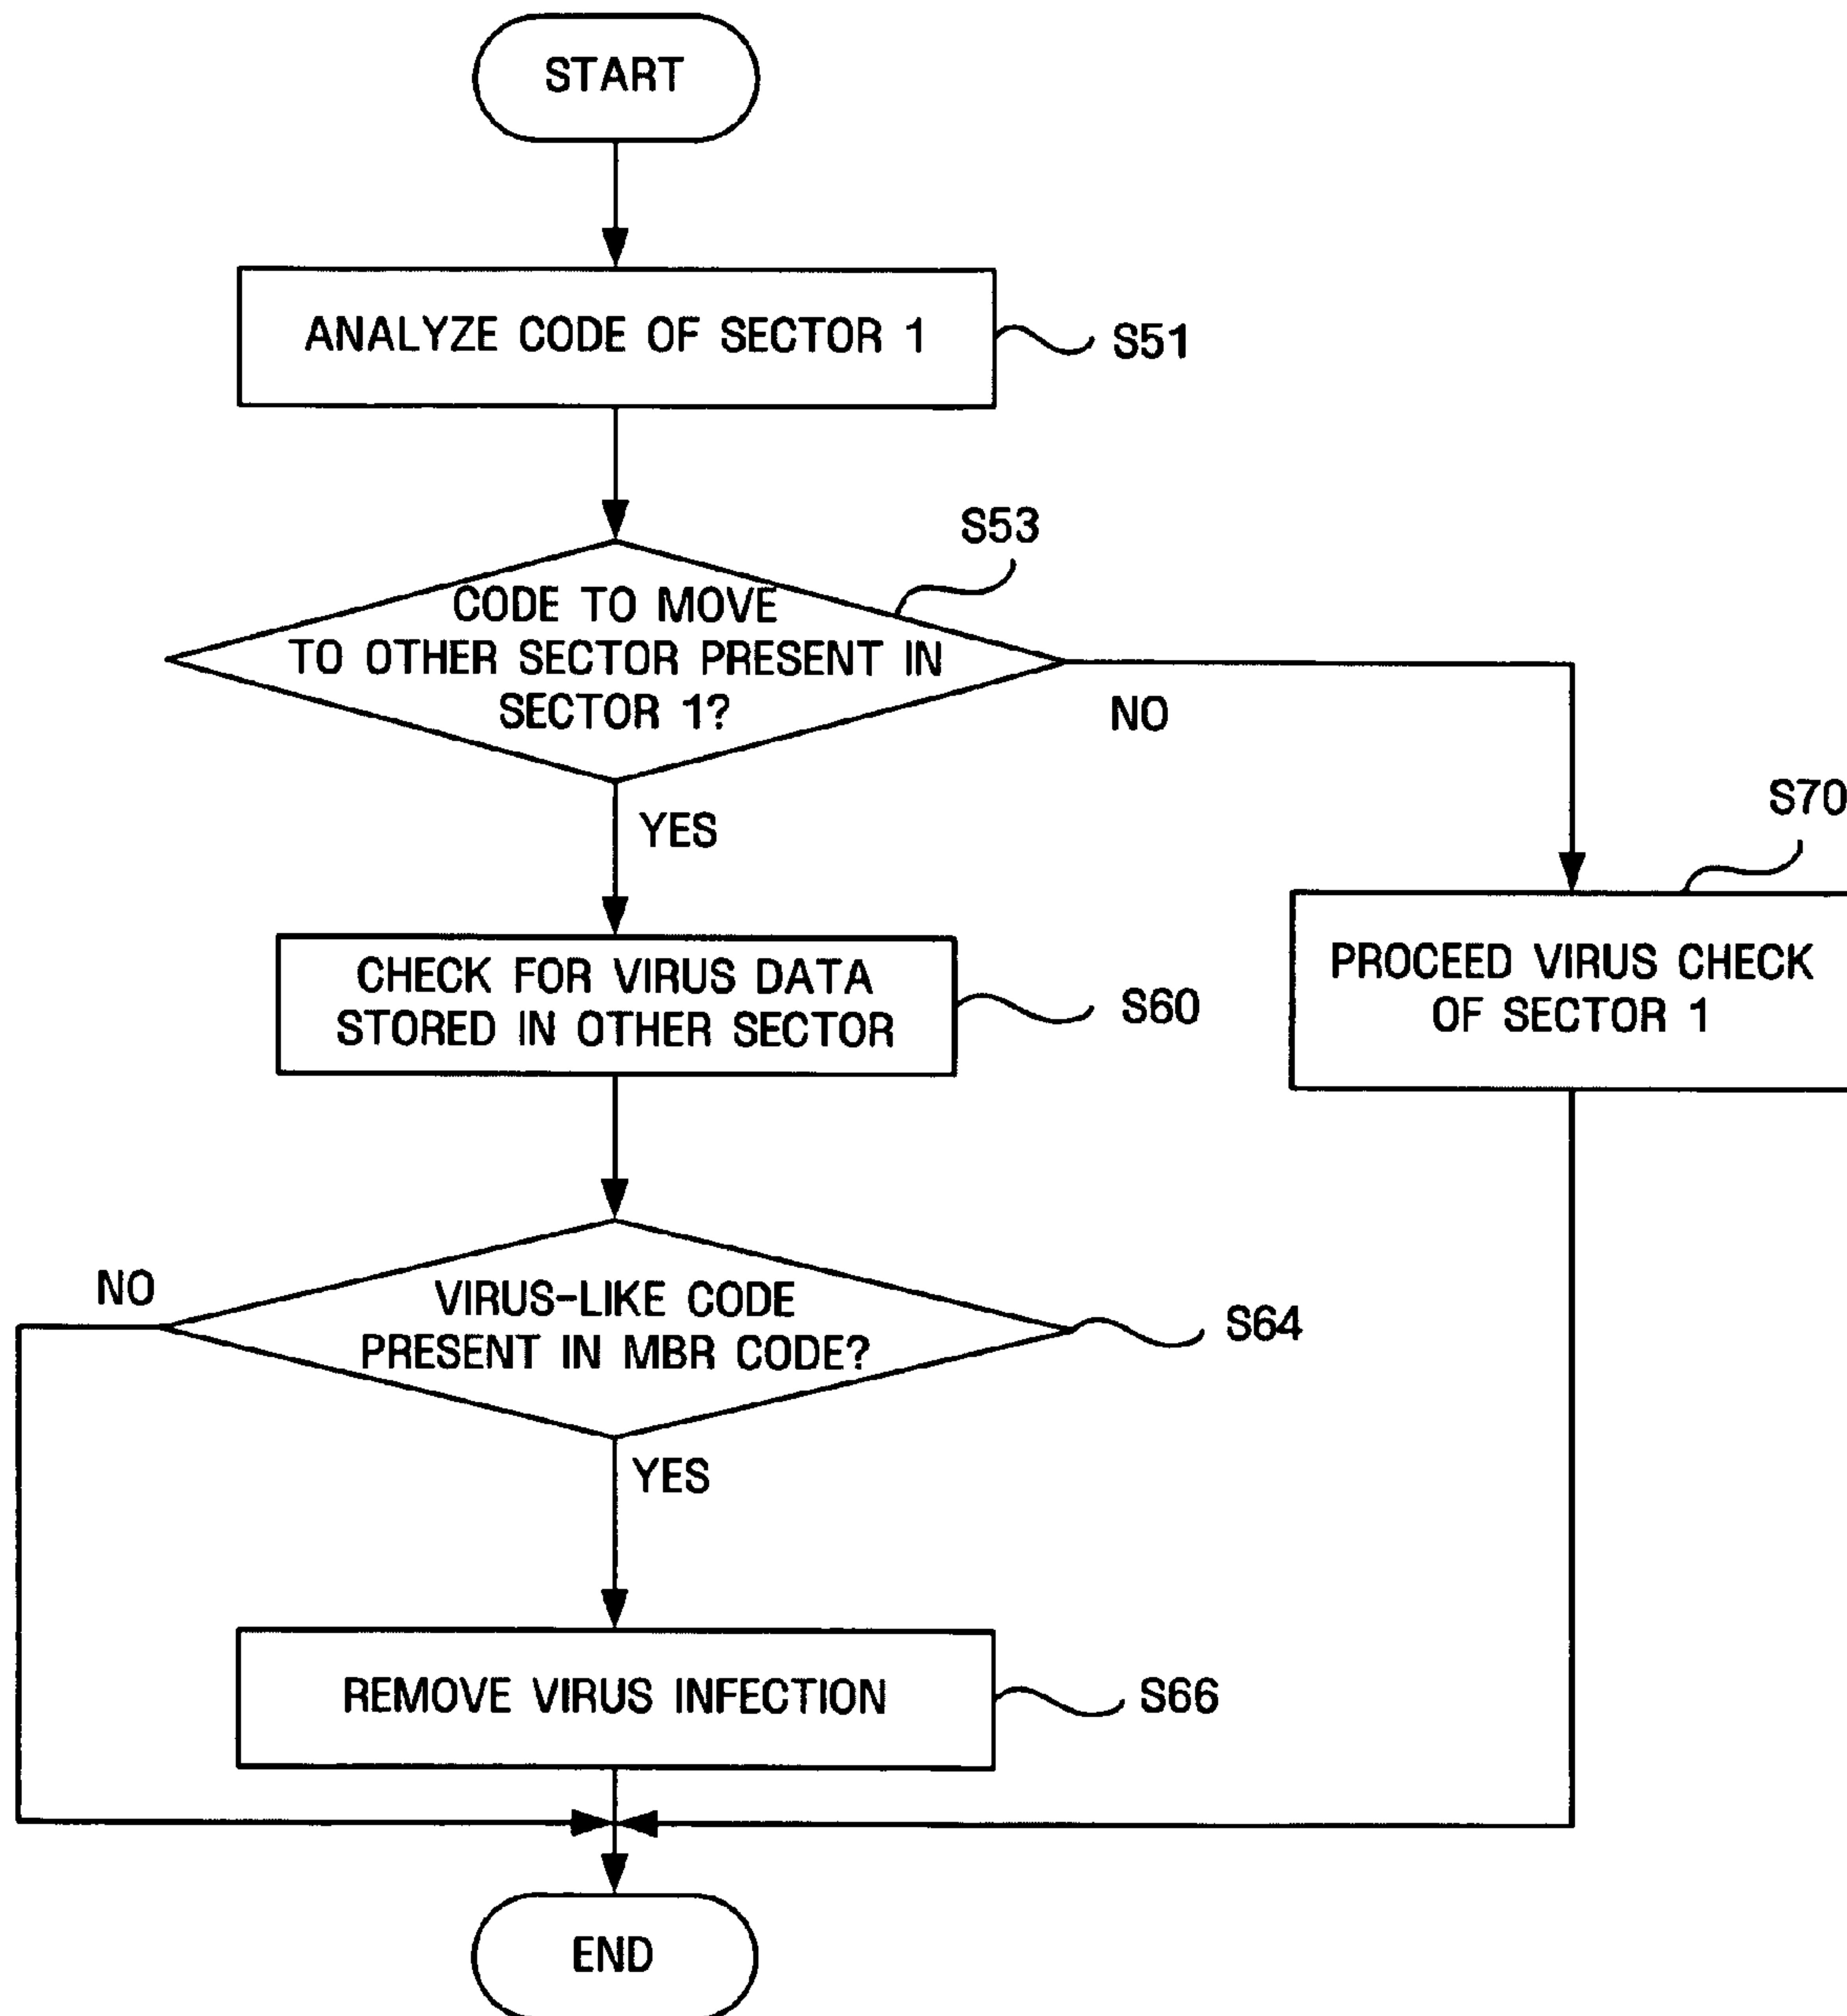 START
ANALYZE CODE OF SECTOR 1
S51
S53
CODE TO MOVE
TO OTHER SECTOR PRESENT IN
SECTOR 1?
NO
YES
S70
CHECK FOR VIRUS DATA
STORED IN OTHER SECTOR
S60
PROCEED VIRUS CHECK
OF SECTOR 1
NO
VIRUS-LIKE CODE
PRESENT IN MBR CODE?
S64
YES
REMOVE VIRUS INFECTION
S66
END